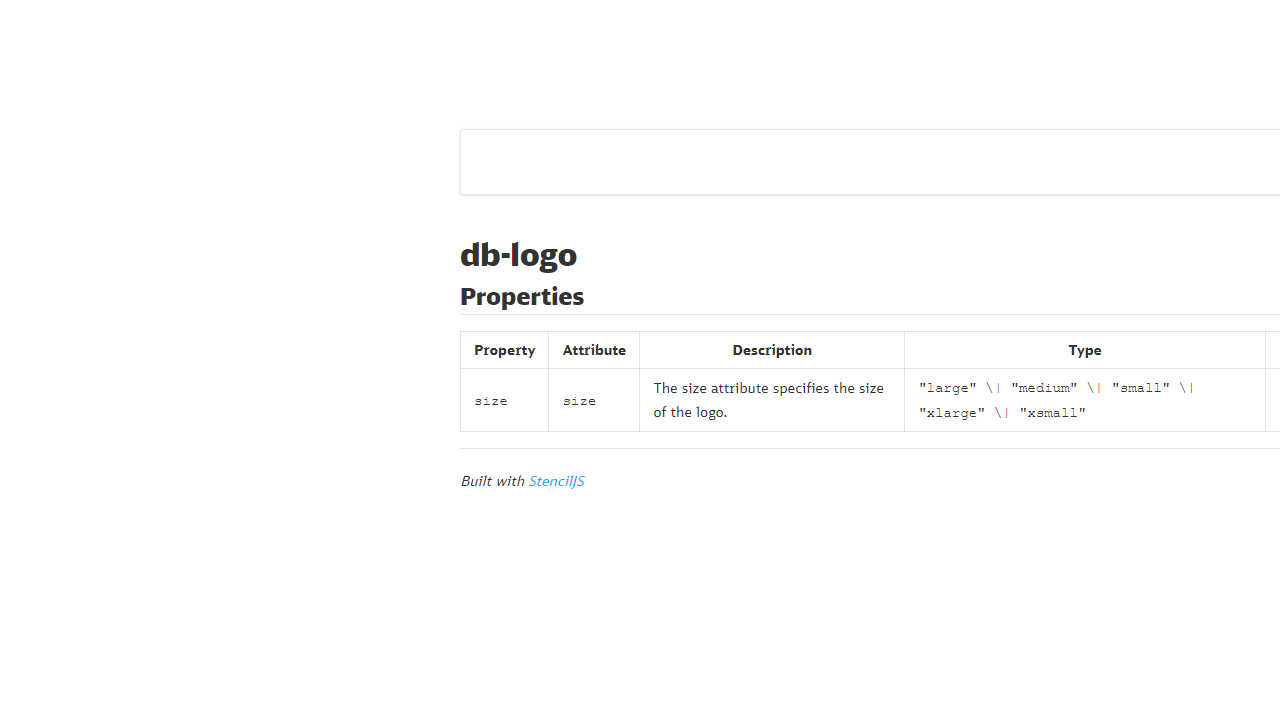 db-logo
Properties
Property Attribute Description Type
size size The size attribute specifies the size of the logo. "large" \| "medium" \| "small" \| "xlarge" \| "xsmall"
Built with StencilJS